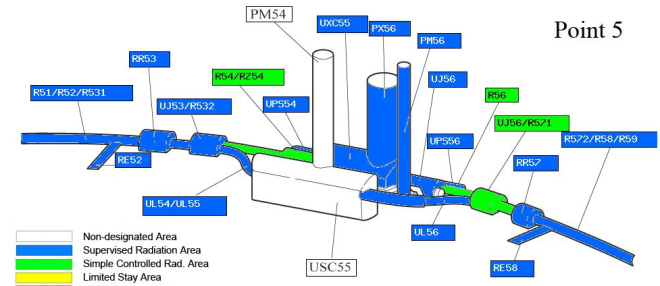 PM54
UXC55
PX56
PM56
Point 5
RR53
R54/RZ54
UJ56
R51/R52/R531
UJ53/R532
UPS54
R56
UJ56/R571
UPS56
R572/R58/R59
RE52
RR57
UL54/UL55
UL56
RE58
USC55
Non-designated Area
Supervised Radiation Area
Simple Controlled Rad. Area
Limited Stay Area